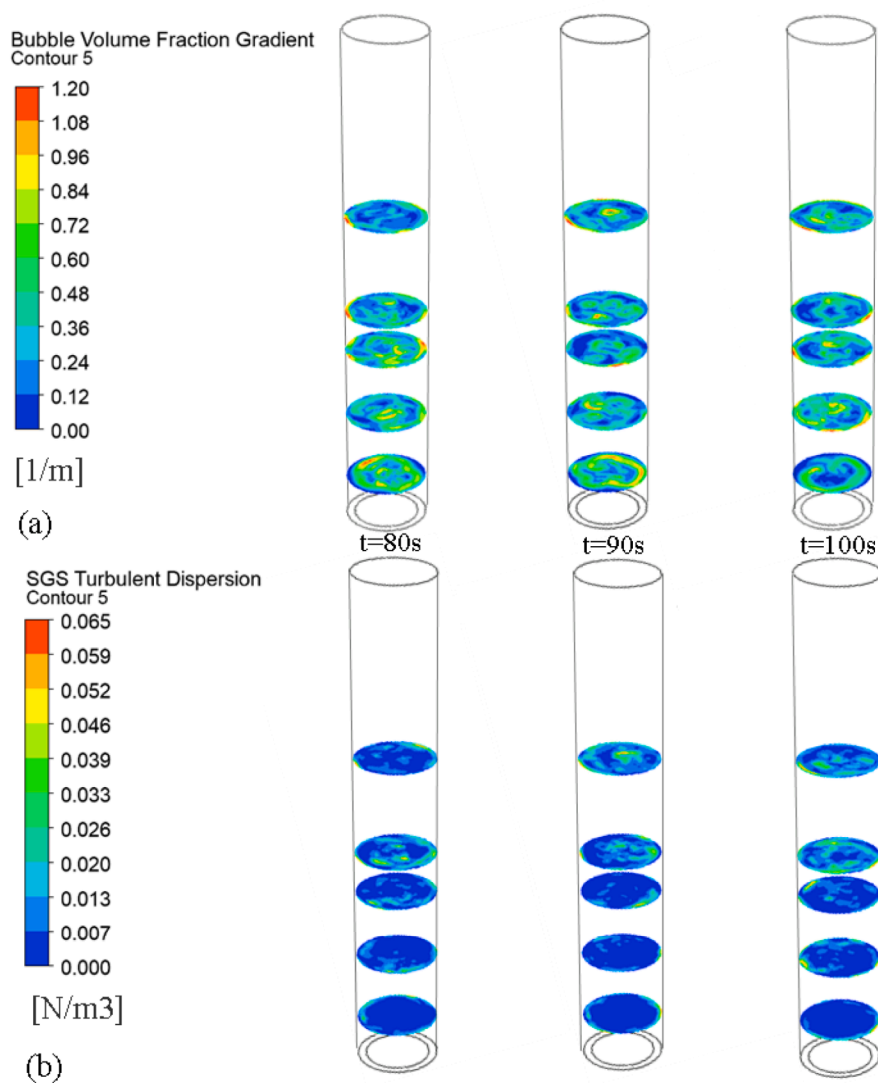 Bubble Volume Fraction Gradient
Contour 5
1.20
1.08
0.96
0.84
0.72
0.60
0.48
0.36
0.24
0.12
0.00
[1/m]
(a)
t=80s
t=90s
t=100s
SGS Turbulent Dispersion
Contour 5
0.065
0.059
0.052
0.046
0.039
0.033
0.026
0.020
0.013
0.007
0.000
[N/m3]
(b)